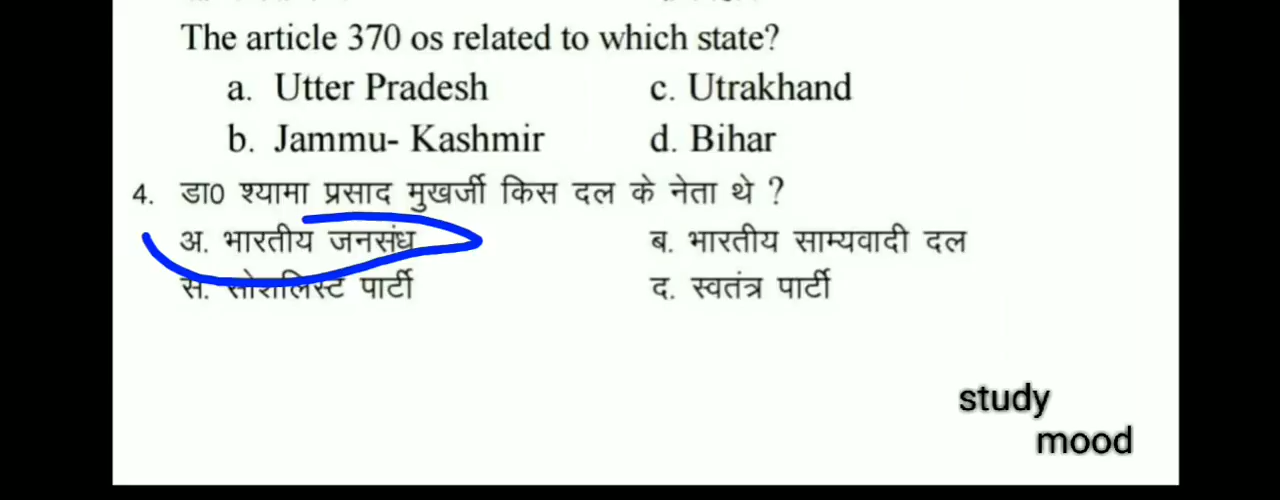 The article 370 os related to which state?
a. Utter Pradesh c. Utrakhand
b. Jammu- Kashmir d. Bihar
4. डा0 श्यामा प्रसाद मुखर्जी किस दल के नेता थे ?
अ. भारतीय जनसंध ब. भारतीय साम्यवादी दल
स. सोशलिस्ट पार्टी द. स्वतंत्र पार्टी
study
mood